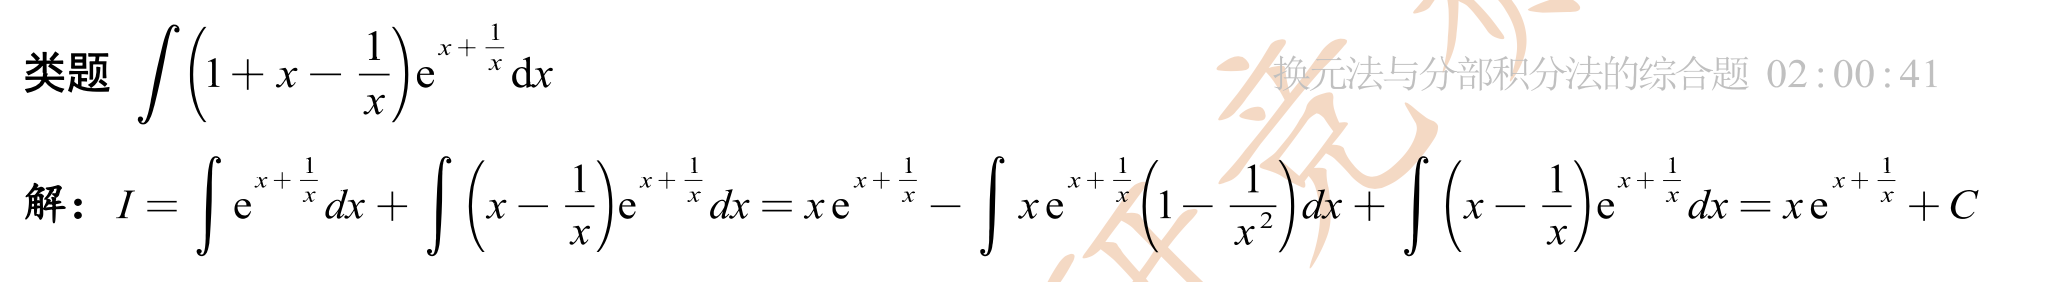 类题 ∫(1+x−1/x)e^{x+1/x}dx 换元法与分部积分法的综合题 02:00:41
解：I=∫e^{x+1/x}dx+∫(x−1/x)e^{x+1/x}dx=xe^{x+1/x}−∫xe^{x+1/x}(1−1/x²)dx+∫(x−1/x)e^{x+1/x}dx=xe^{x+1/x}+C